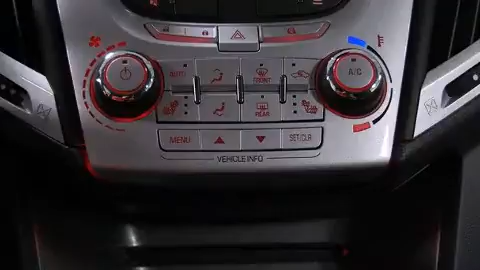 AUTO
FRONT
A/C
REAR
MENU
SET/CLR
VEHICLE INFO